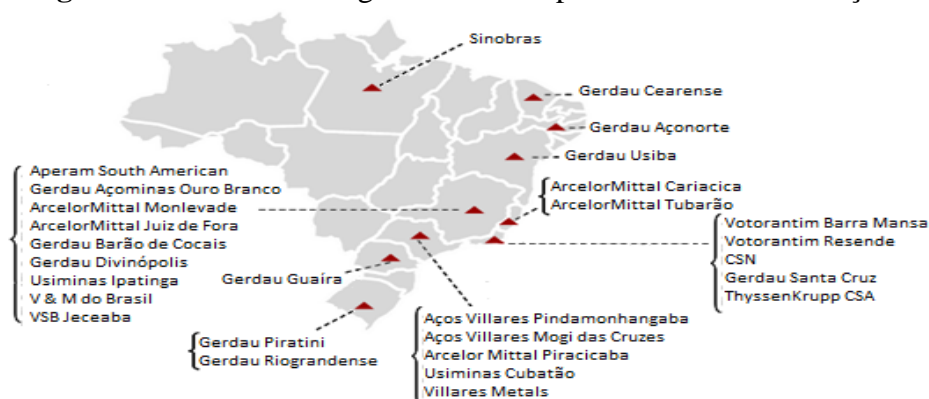 Sinobras
Gerdau Cearense
Gerdau Açonorte
Gerdau Usiba
Aperam South American
Gerdau Açominas Ouro Branco
ArcelorMittal Monlevade
ArcelorMittal Juiz de Fora
Gerdau Barão de Cocais
Gerdau Divinópolis
Usiminas Ipatinga
V & M do Brasil
VSB Jeceaba
ArcelorMittal Cariacica
ArcelorMittal Tubarão
Votorantim Barra Mansa
Votorantim Resende
CSN
Gerdau Santa Cruz
ThyssenKrupp CSA
Gerdau Guaíra
Gerdau Piratini
Gerdau Riograndense
Aços Villares Pindamonhangaba
Aços Villares Mogi das Cruzes
Arcelor Mittal Piracicaba
Usiminas Cubatão
Villares Metals